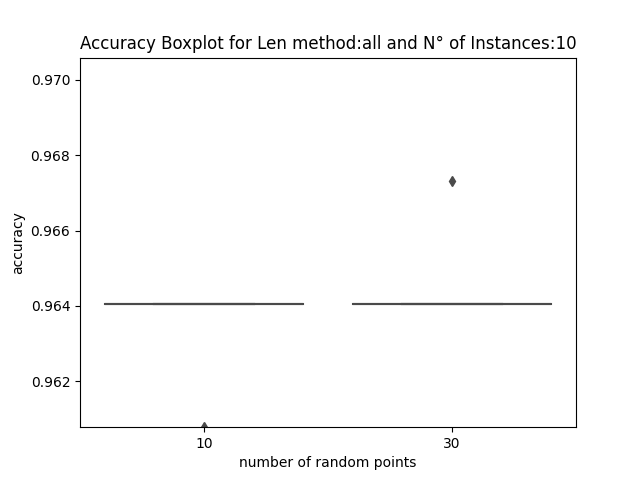 Accuracy Boxplot for Len method:all and N° of Instances:10
0.970
0.968
0.966
0.964
0.962
accuracy
10
30
number of random points